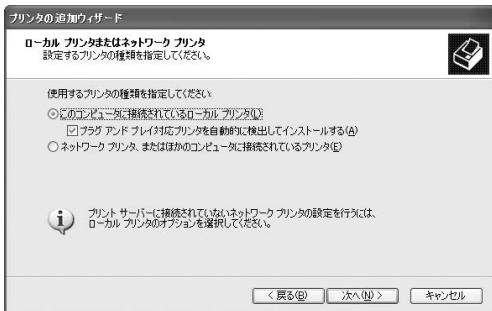 プリンタの追加ウィザード
ローカル プリンタまたはネットワーク プリンタ
設定するプリンタの種類を指定してください。
使用するプリンタの種類を指定してください:
このコンピュータに接続されているローカル プリンタ(L)
プラグ アンド プレイ対応プリンタを自動的に検出してインストールする(A)
ネットワーク プリンタ、またはほかのコンピュータに接続されているプリンタ(E)
プリント サーバーに接続されていないネットワーク プリンタの設定を行うには、
ローカル プリンタのオプションを選択してください。
< 戻る(B) 次へ(N) > キャンセル